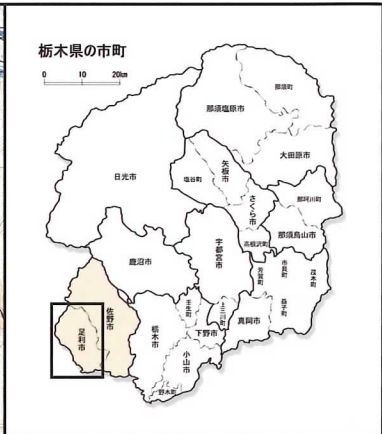 栃木県の市町
0 10 20km
那須町
那須塩原市
大田原市
矢板市
日光市
塩谷町
さくら市
那珂川町
那須烏山市
高根沢町
宇都宮市
鹿沼市
芳賀町
市貝町
茂木町
佐野市
栃木市
壬生町
上三川町
真岡市
益子町
足利市
下野市
小山市
野木町